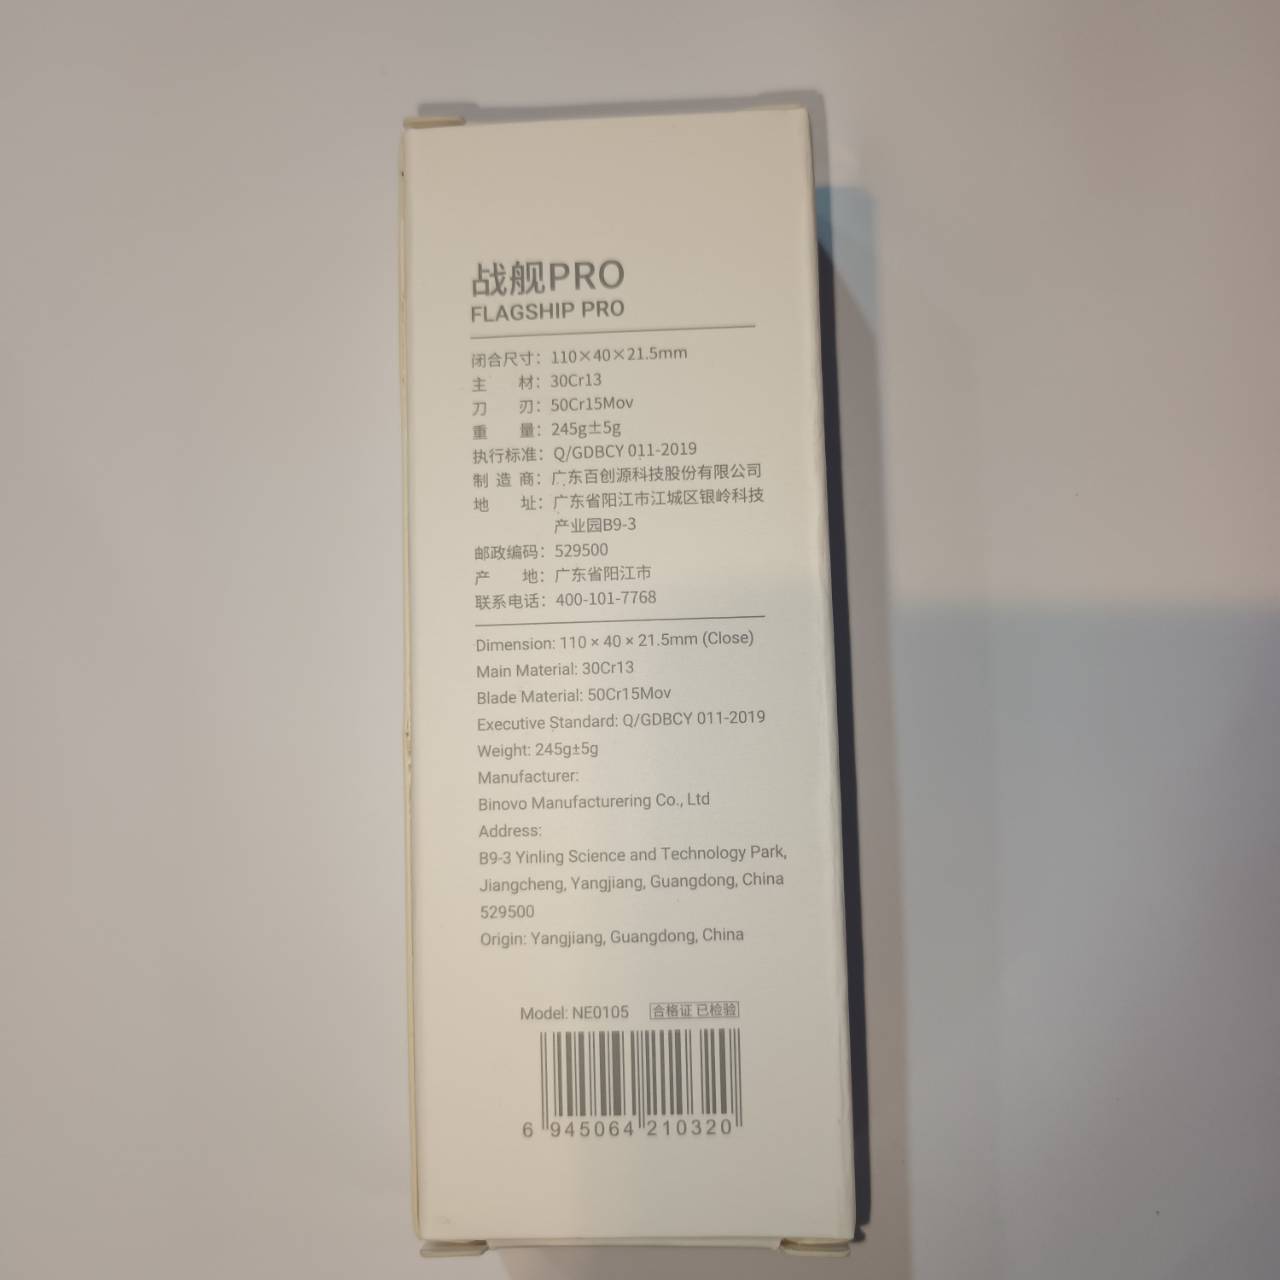 战舰PRO
FLAGSHIP PRO
闭合尺寸：110×40×21.5mm
主材：30Cr13
刀刃：50Cr15Mov
重量：245g±5g
执行标准：Q/GDBCY 011-2019
制造商：广东百创源科技股份有限公司
地址：广东省阳江市江城区银岭科技
产业园B9-3
邮政编码：529500
产地：广东省阳江市
联系电话：400-101-7768
Dimension: 110 × 40 × 21.5mm (Close)
Main Material: 30Cr13
Blade Material: 50Cr15Mov
Executive Standard: Q/GDBCY 011-2019
Weight: 245g±5g
Manufacturer:
Binovo Manufacturering Co., Ltd
Address:
B9-3 Yinling Science and Technology Park,
Jiangcheng, Yangjiang, Guangdong, China
529500
Origin: Yangjiang, Guangdong, China
Model: NE0105 合格证 已检验
6 945064 210320